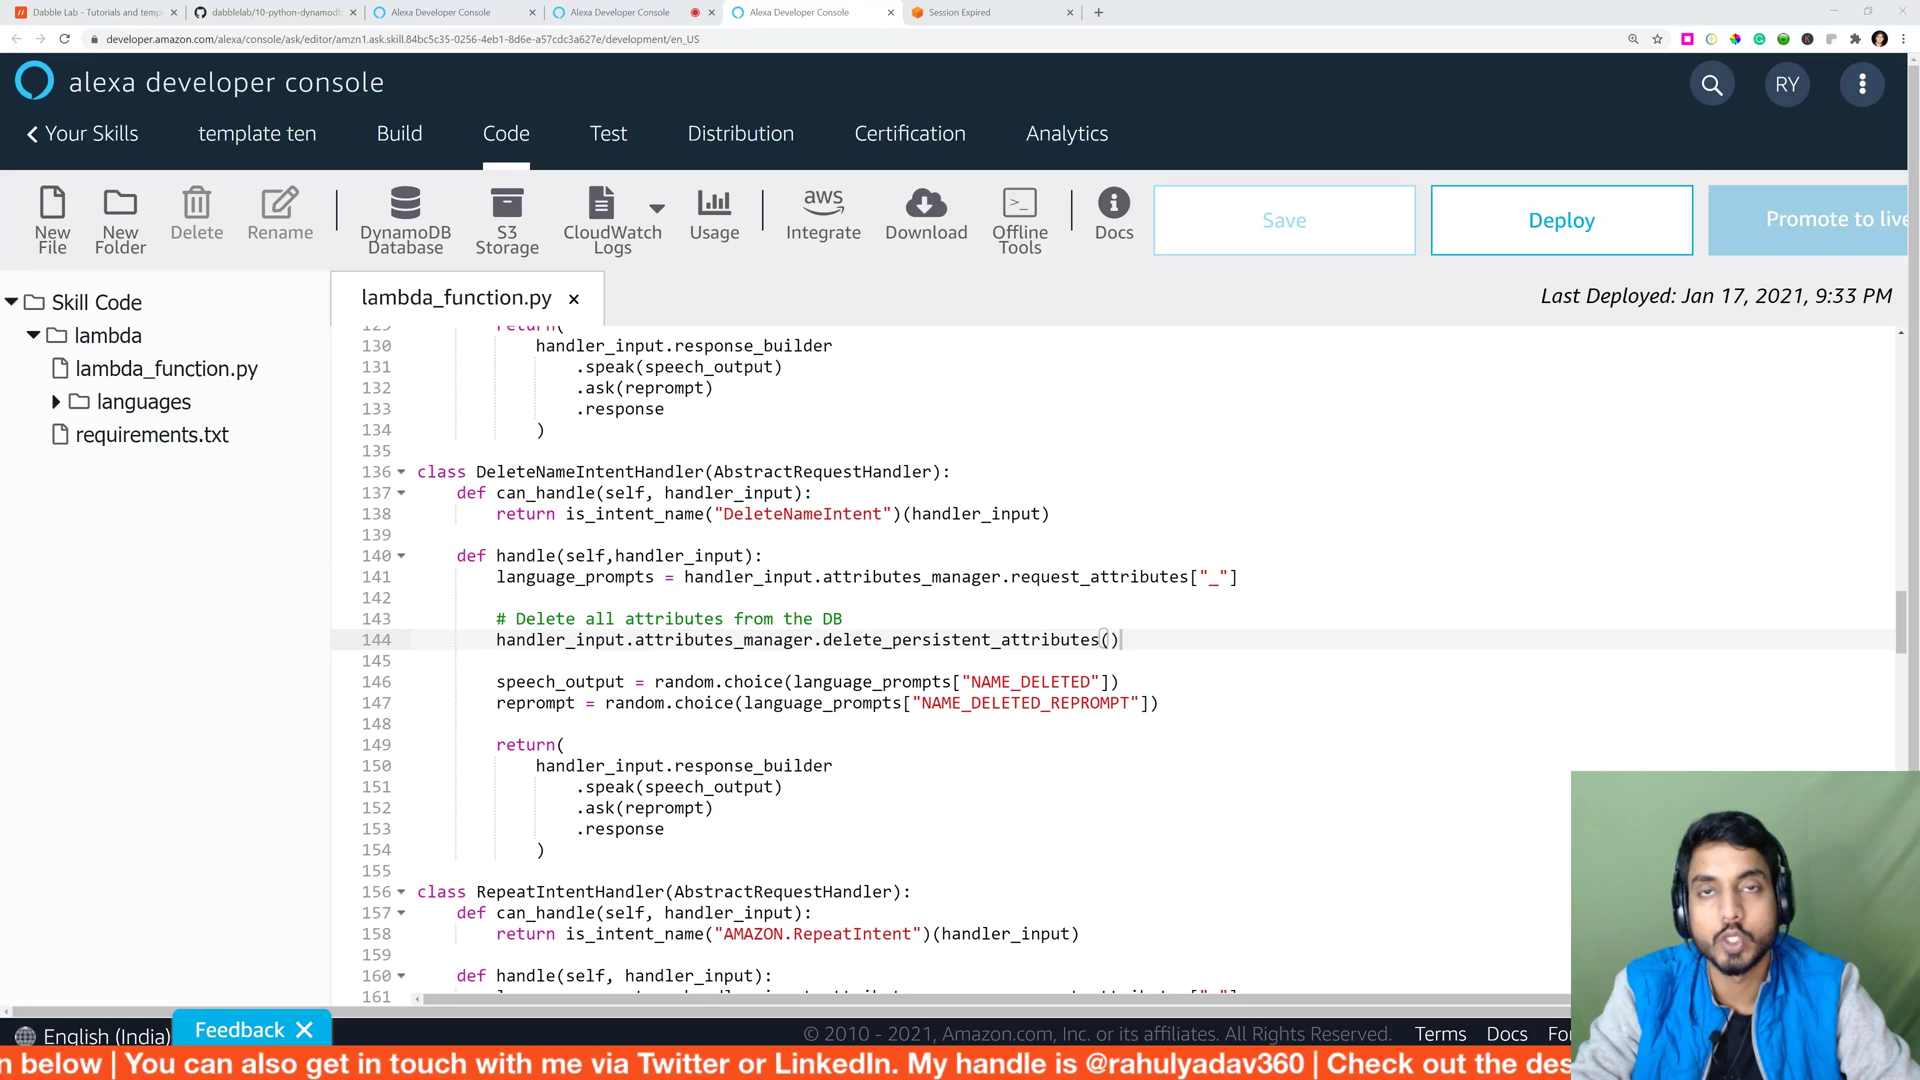 Dabble Lab - Tutorials and temp
dabblelab/10-python-dynamodb
Alexa Developer Console
Alexa Developer Console
Alexa Developer Console
Session Expired
developer.amazon.com/alexa/console/ask/editor/amzn1.ask.skill.84bc5c35-0256-4eb1-8d6e-a57cdc3a627e/development/en_US
alexa developer console
RY
Your Skills
template ten
Build
Code
Test
Distribution
Certification
Analytics
New File
New Folder
Delete
Rename
DynamoDB Database
S3 Storage
CloudWatch Logs
Usage
aws
Integrate
Download
Offline Tools
Docs
Save
Deploy
Promote to live
Skill Code
lambda
lambda_function.py
languages
requirements.txt
lambda_function.py
Last Deployed: Jan 17, 2021, 9:33 PM
129 return(
130 handler_input.response_builder
131 .speak(speech_output)
132 .ask(reprompt)
133 .response
134 )
135
136 class DeleteNameIntentHandler(AbstractRequestHandler):
137 def can_handle(self, handler_input):
138 return is_intent_name("DeleteNameIntent")(handler_input)
139
140 def handle(self,handler_input):
141 language_prompts = handler_input.attributes_manager.request_attributes["_"]
142
143 # Delete all attributes from the DB
144 handler_input.attributes_manager.delete_persistent_attributes()
145
146 speech_output = random.choice(language_prompts["NAME_DELETED"])
147 reprompt = random.choice(language_prompts["NAME_DELETED_REPROMPT"])
148
149 return(
150 handler_input.response_builder
151 .speak(speech_output)
152 .ask(reprompt)
153 .response
154 )
155
156 class RepeatIntentHandler(AbstractRequestHandler):
157 def can_handle(self, handler_input):
158 return is_intent_name("AMAZON.RepeatIntent")(handler_input)
159
160 def handle(self, handler_input):
161
English (India)
Feedback
© 2010 - 2021, Amazon.com, Inc. or its affiliates. All Rights Reserved.
Terms
Docs
n below | You can also get in touch with me via Twitter or LinkedIn. My handle is @rahulyadav360 | Check out the des